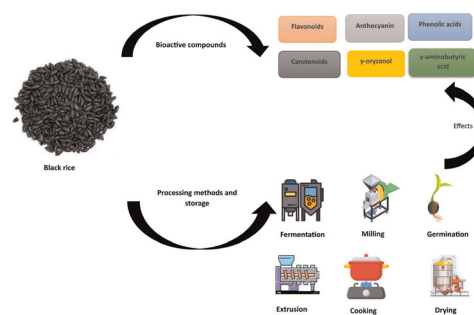 Flavonoids
Anthocyanin
Phenolic acids
Bioactive compounds
Carotenoids
γ-oryzanol
γ-aminobutyric
acid
Effects
Black rice
Processing methods and
storage
Fermentation
Milling
Germination
Extrusion
Cooking
Drying